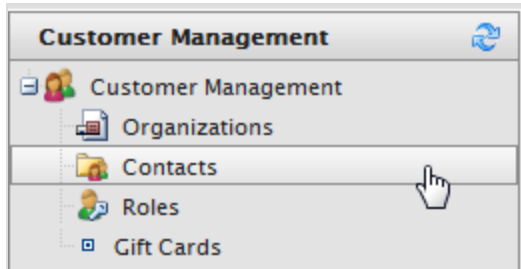 Customer Management
Customer Management
Organizations
Contacts
Roles
Gift Cards